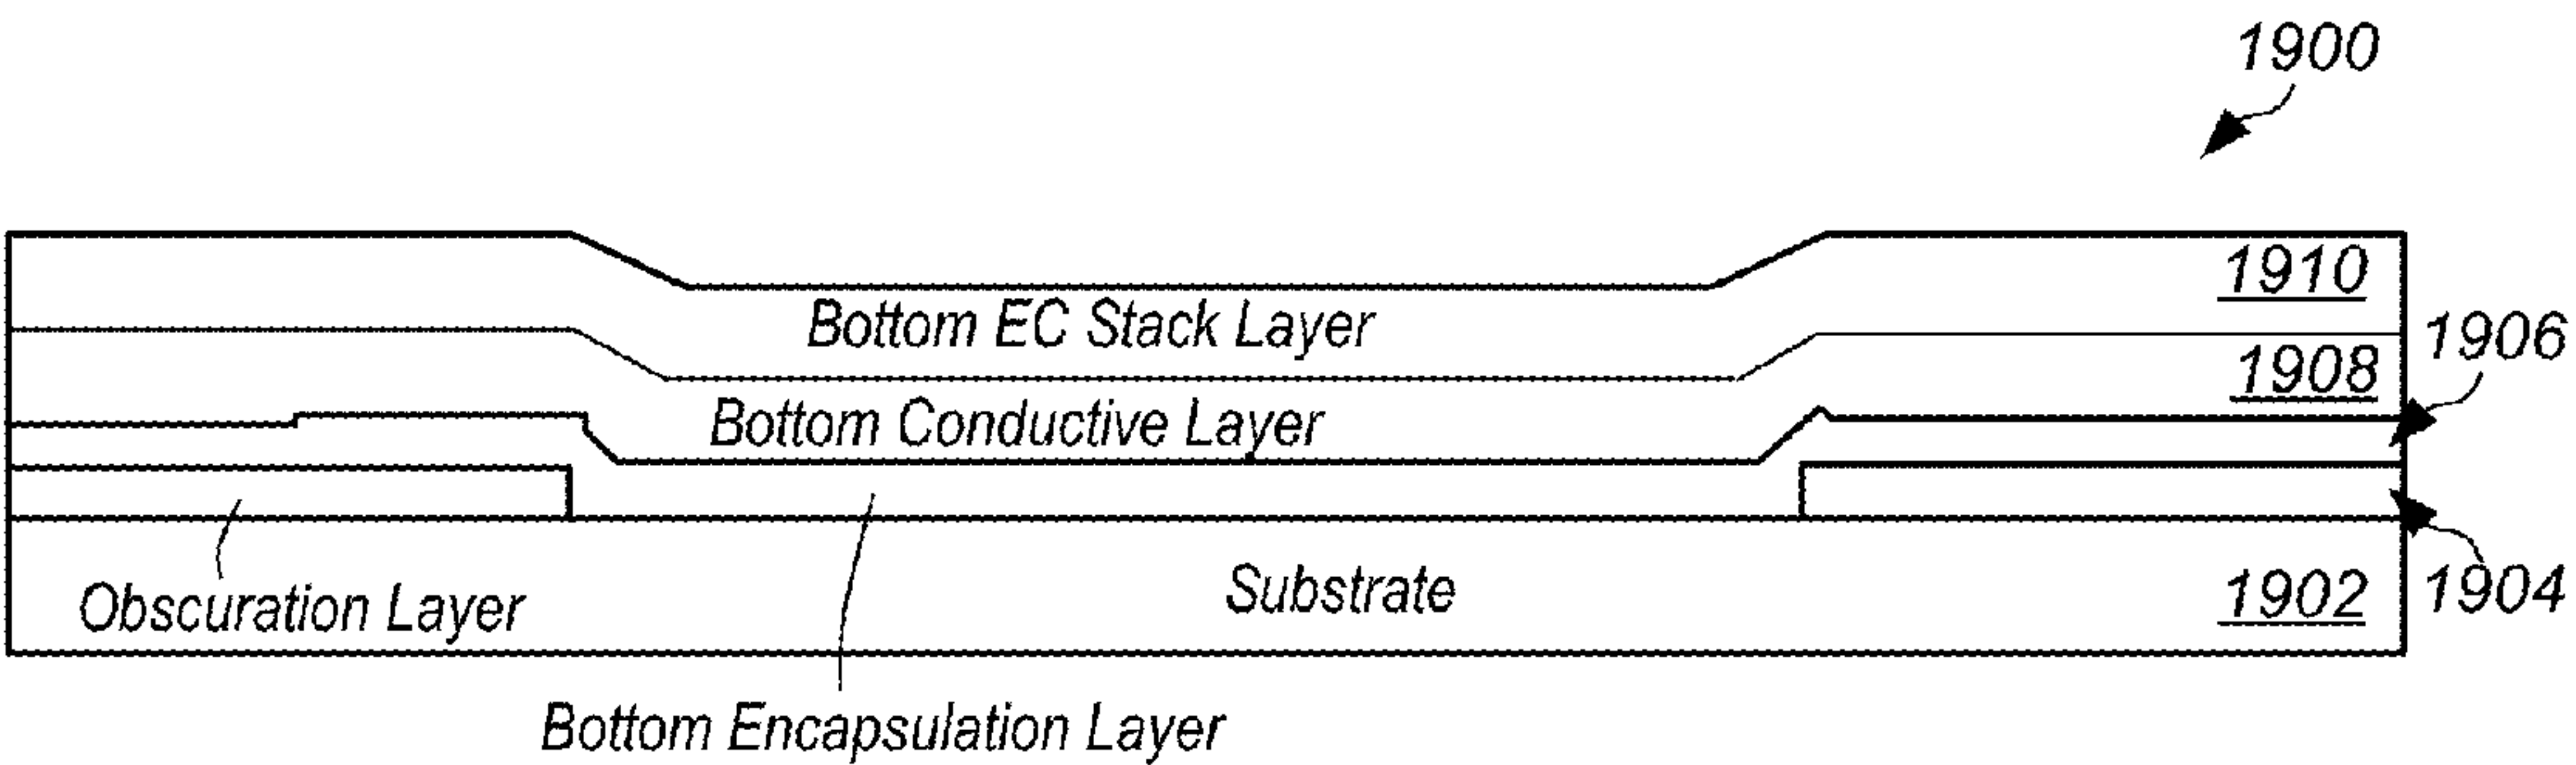 1900
1910
Bottom EC Stack Layer
1906
1908
Bottom Conductive Layer
Substrate
1902
1904
Obscuration Layer
Bottom Encapsulation Layer